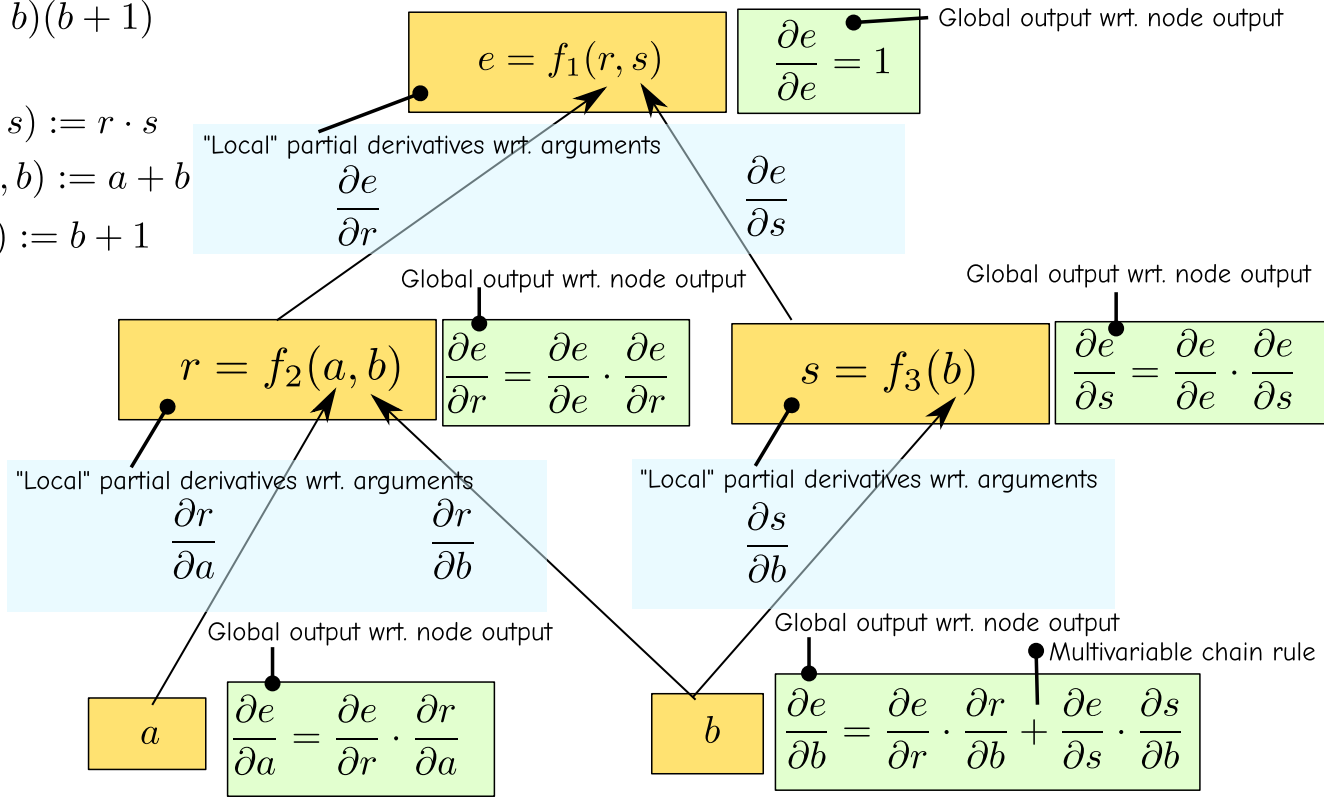 b)(b + 1)
s) := r · s
, b) := a + b
) := b + 1
e = f₁(r, s)
∂e/∂e = 1
Global output wrt. node output
"Local" partial derivatives wrt. arguments
∂e/∂r
∂e/∂s
Global output wrt. node output
Global output wrt. node output
r = f₂(a, b)
∂e/∂r = ∂e/∂e · ∂e/∂r
s = f₃(b)
∂e/∂s = ∂e/∂e · ∂e/∂s
"Local" partial derivatives wrt. arguments
∂r/∂a
∂r/∂b
"Local" partial derivatives wrt. arguments
∂s/∂b
Global output wrt. node output
Global output wrt. node output
Multivariable chain rule
a
∂e/∂a = ∂e/∂r · ∂r/∂a
b
∂e/∂b = ∂e/∂r · ∂r/∂b + ∂e/∂s · ∂s/∂b